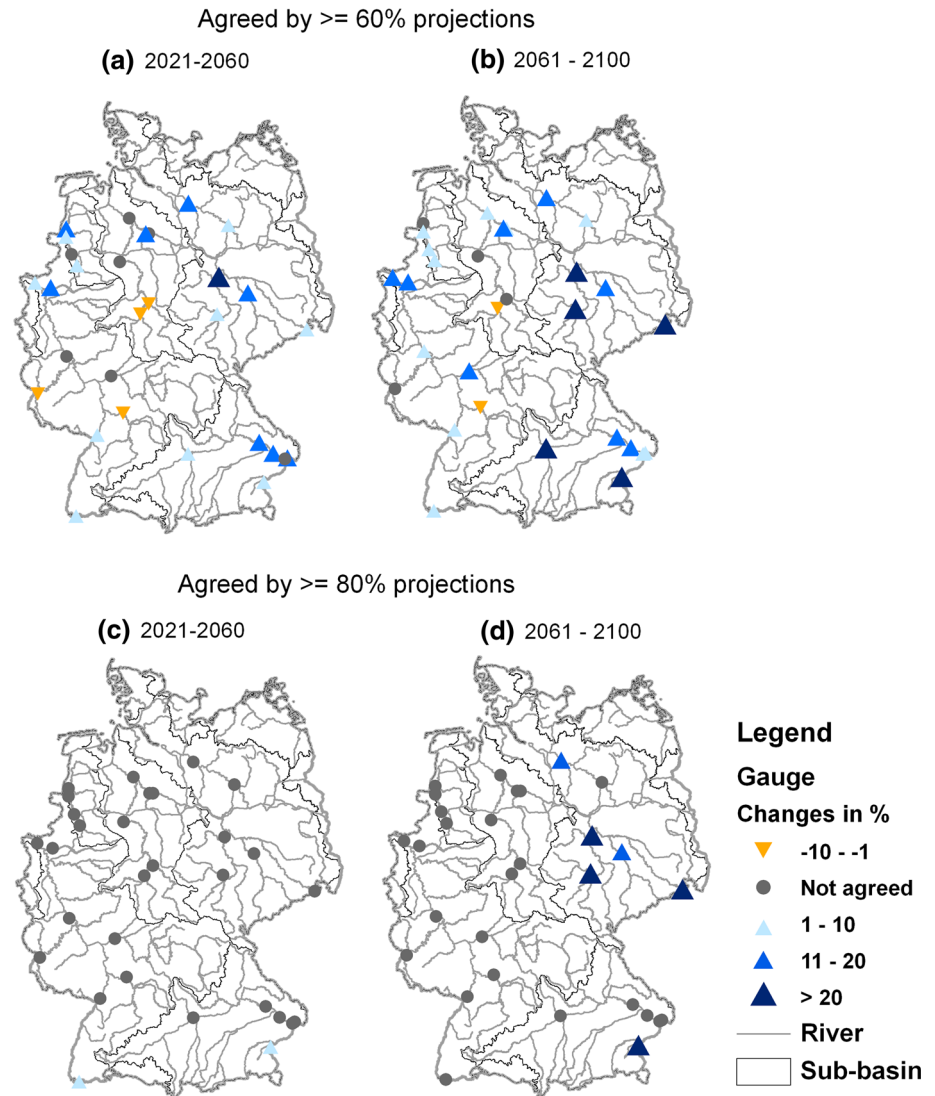 Agreed by >= 60% projections
(a) 2021-2060
(b) 2061 - 2100
Agreed by >= 80% projections
(c) 2021-2060
(d) 2061 - 2100
Legend
Gauge
Changes in %
-10 - -1
Not agreed
1 - 10
11 - 20
> 20
River
Sub-basin